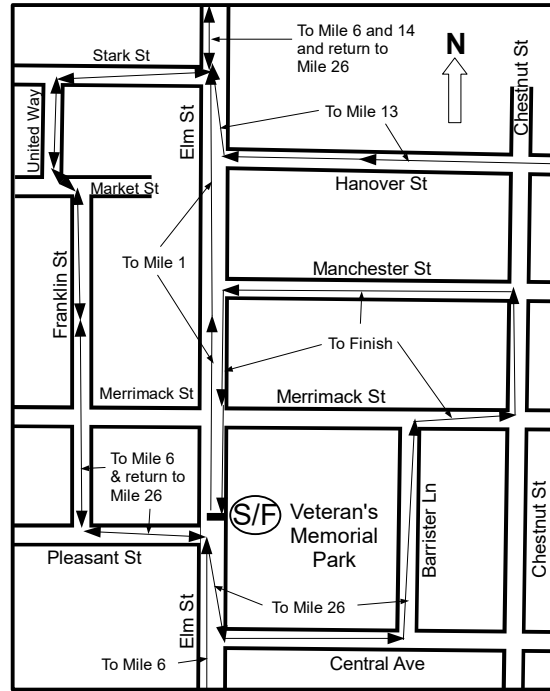 To Mile 6 and 14
and return to
Mile 26
N
Stark St
Chestnut St
United Way
Elm St
To Mile 13
Market St
Hanover St
Franklin St
To Mile 1
Manchester St
To Finish
Merrimack St
Merrimack St
To Mile 6
& return to
Mile 26
S/F
Veteran's
Memorial
Park
Barrister Ln
Chestnut St
Pleasant St
Elm St
To Mile 26
To Mile 6
Central Ave